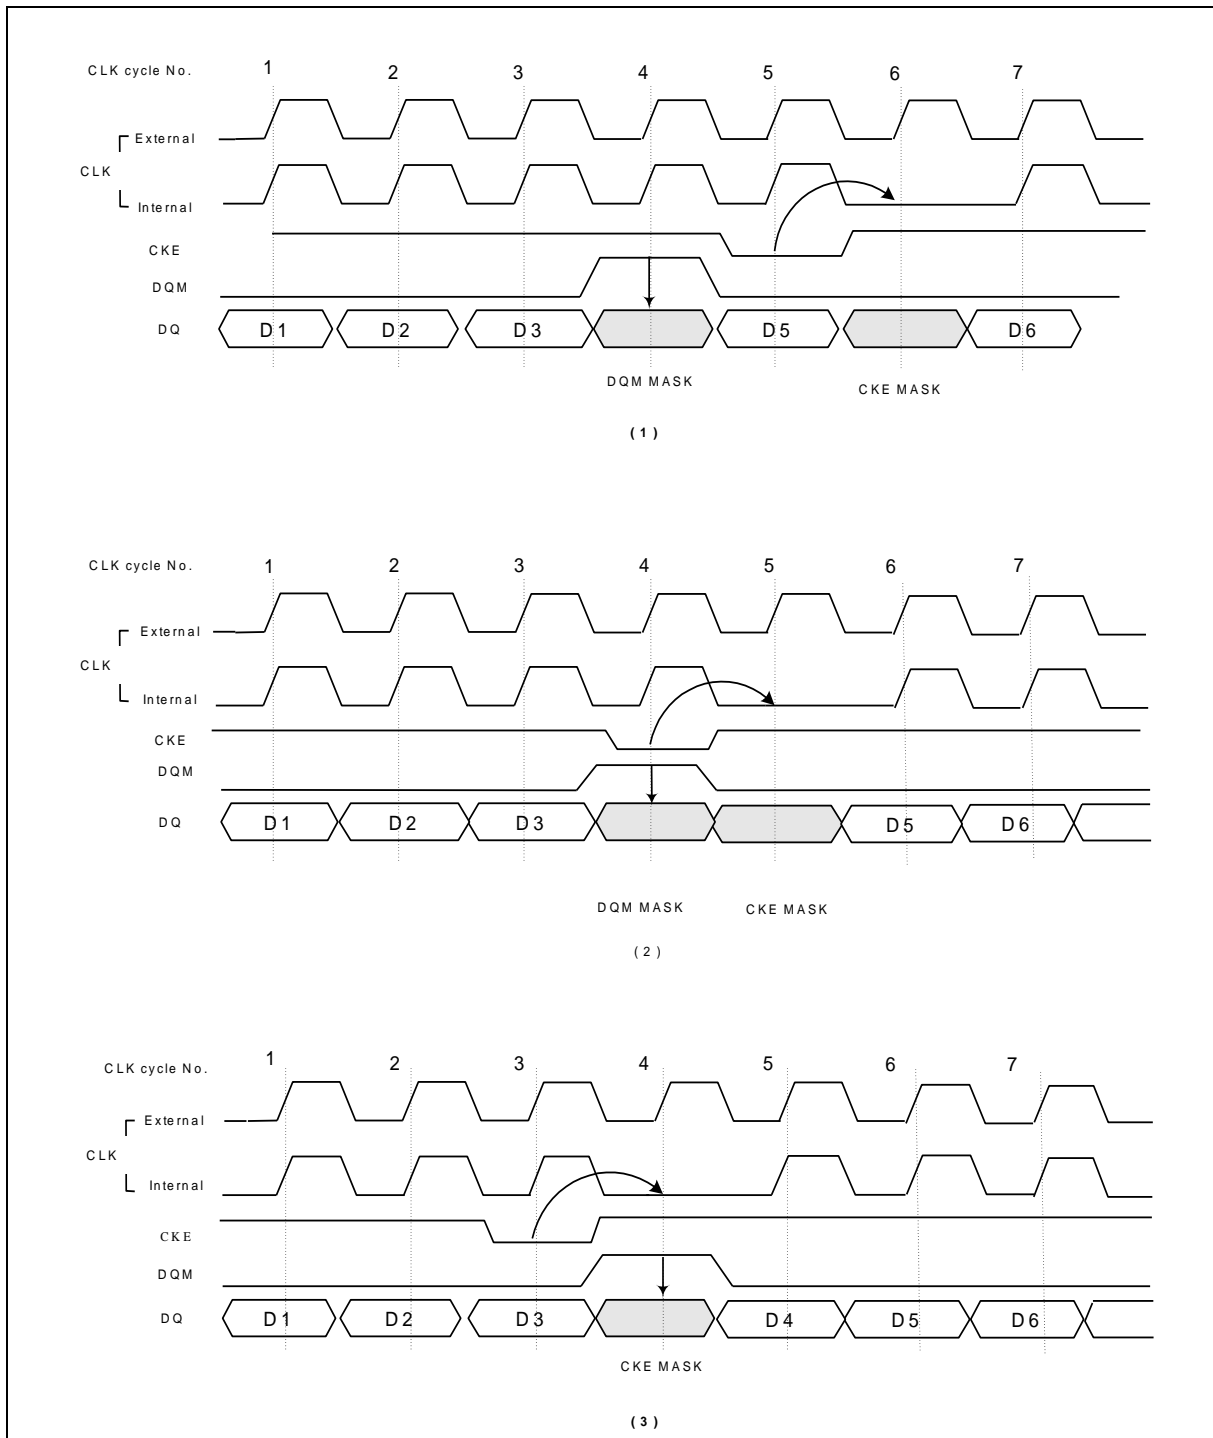 CLK cycle No. 1 2 3 4 5 6 7
External
CLK
Internal
CKE
DQM
DQ D1 D2 D3 D5 D6
DQM MASK CKE MASK
(1)
CLK cycle No. 1 2 3 4 5 6 7
External
CLK
Internal
CKE
DQM
DQ D1 D2 D3 D5 D6
DQM MASK CKE MASK
(2)
CLK cycle No. 1 2 3 4 5 6 7
External
CLK
Internal
CKE
DQM
DQ D1 D2 D3 D4 D5 D6
CKE MASK
(3)